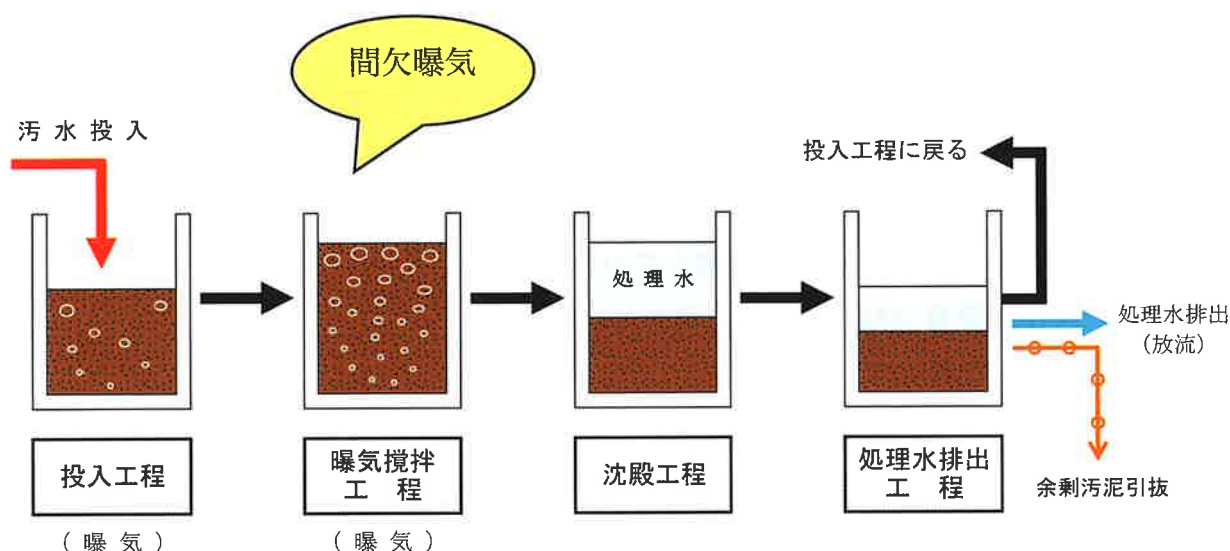 間欠曝気
汚水投入
投入工程に戻る
処理水
処理水排出
（放流）
投入工程
曝気攪拌
工程
沈殿工程
処理水排出
工程
余剰汚泥引抜
（曝気）
（曝気）